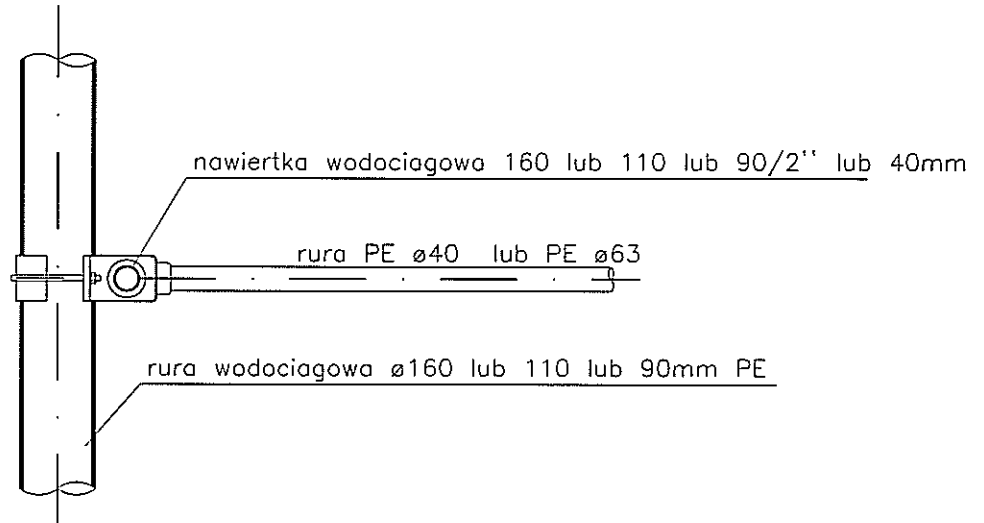 nawiertka wodociagowa 160 lub 110 lub 90/2'' lub 40mm
rura PE ø40 lub PE ø63
rura wodociagowa ø160 lub 110 lub 90mm PE